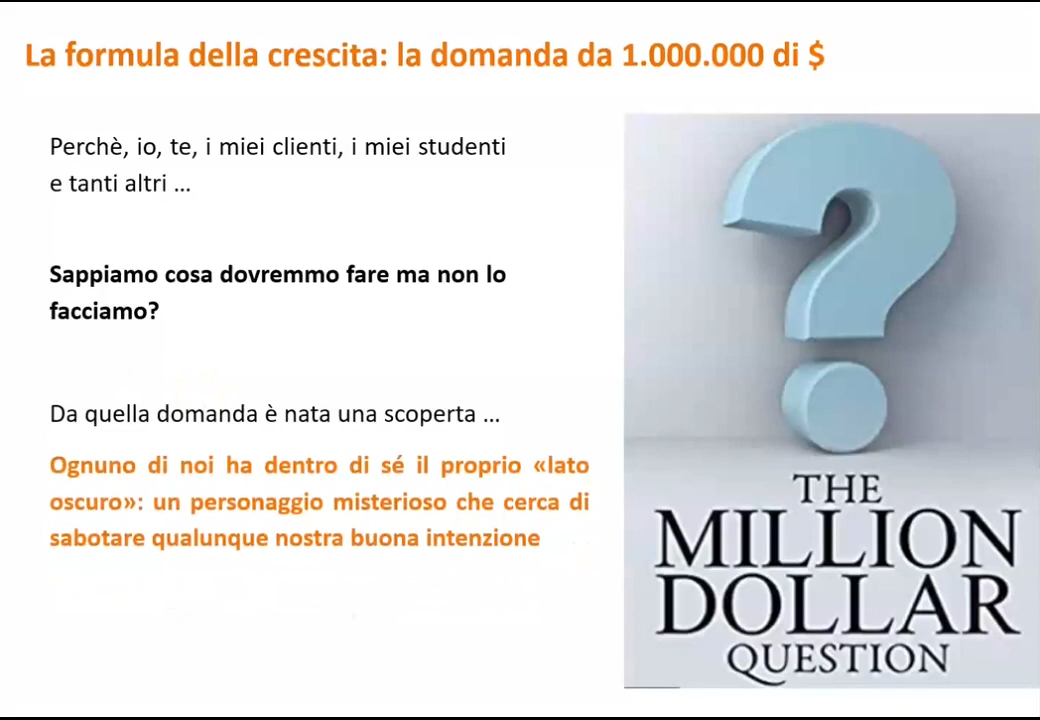 La formula della crescita: la domanda da 1.000.000 di $
Perchè, io, te, i miei clienti, i miei studenti
e tanti altri ...
Sappiamo cosa dovremmo fare ma non lo
facciamo?
Da quella domanda è nata una scoperta ...
Ognuno di noi ha dentro di sé il proprio «lato
oscuro»: un personaggio misterioso che cerca di
sabotare qualunque nostra buona intenzione
THE
MILLION
DOLLAR
QUESTION